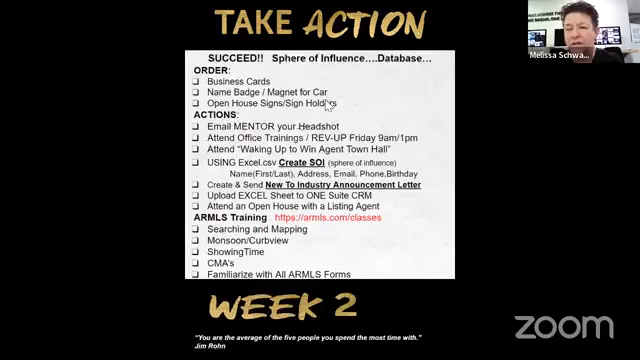 TAKE ACTION
SUCCEED!! Sphere of Influence....Database...
ORDER:
Business Cards
Name Badge / Magnet for Car
Open House Signs/Sign Holders
ACTIONS:
Email MENTOR your Headshot
Attend Office Trainings / REV-UP Friday 9am/1pm
Attend "Waking Up to Win Agent Town Hall"
USING Excel.csv Create SOI (sphere of influence)
Name(First/Last), Address, Email, Phone,Birthday
Create & Send New To Industry Announcement Letter
Upload EXCEL Sheet to ONE Suite CRM
Attend an Open House with a Listing Agent
ARMLS Training https://armls.com/classes
Searching and Mapping
Monsoon/Curbview
ShowingTime
CMA's
Familiarize with All ARMLS Forms
WEEK 2
"You are the average of the five people you spend the most time with."
Jim Rohn
Melissa Schwa...
zoom